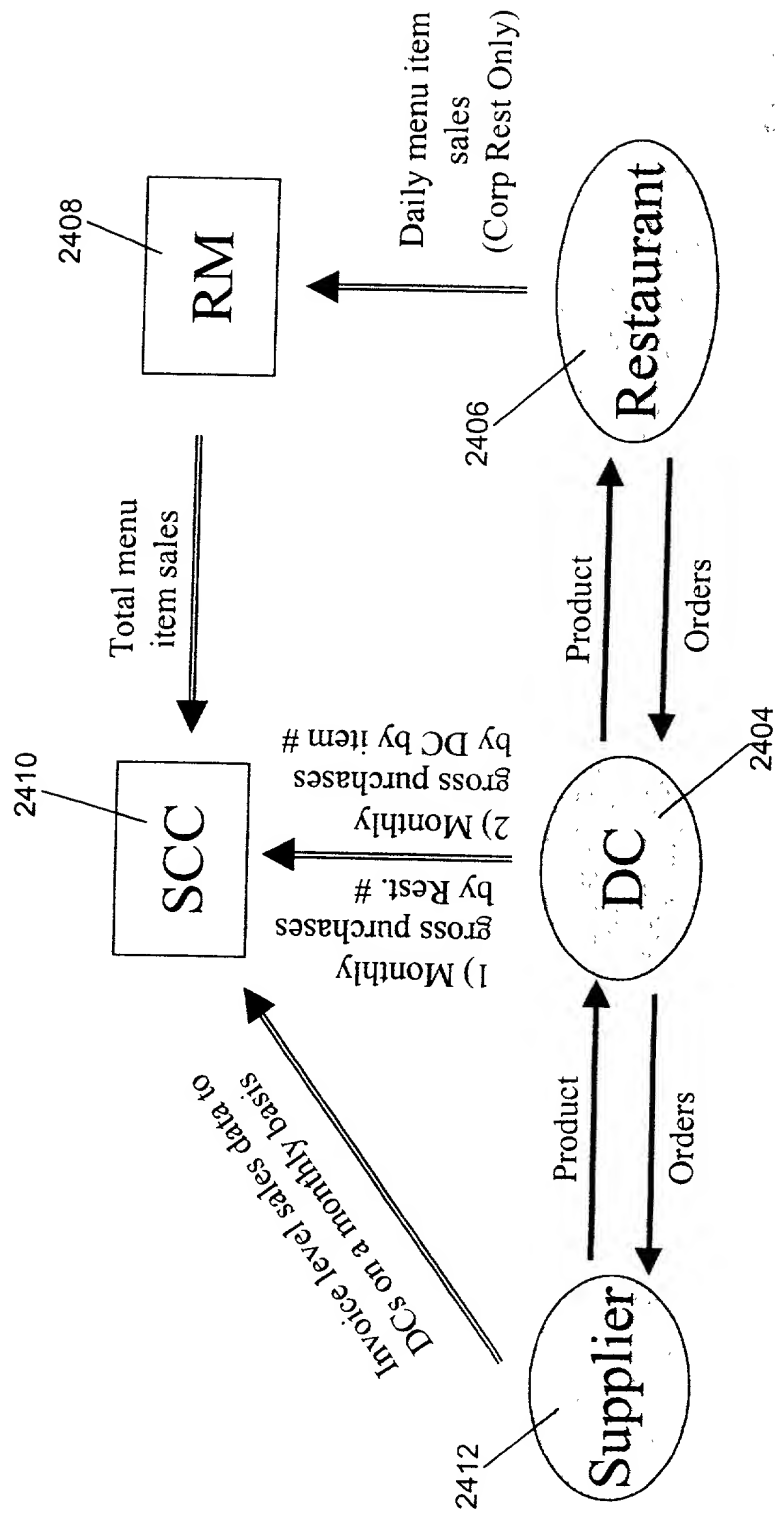 2410
SCC
Total menu
item sales
2408
RM
Invoice level sales data to
DCs on a monthly basis
1) Monthly
gross purchases
by Rest. #
2) Monthly
gross purchases
by DC by item #
Daily menu item
sales
(Corp Rest Only)
2412
Supplier
Product
Orders
DC
2404
Product
Orders
2406
Restaurant